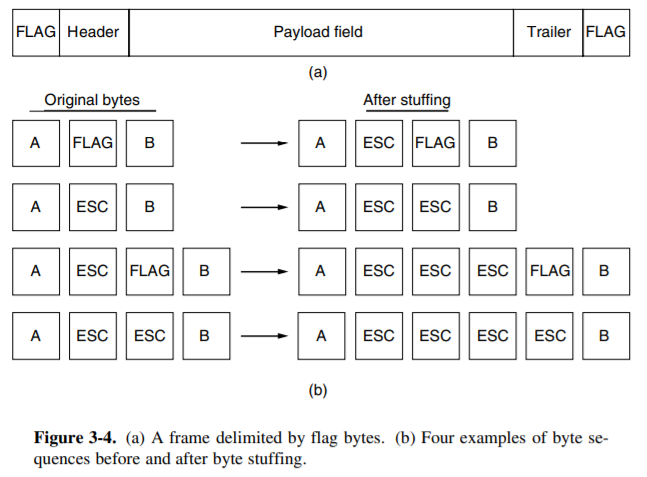 FLAG Header Payload field Trailer FLAG
(a)
Original bytes After stuffing
A FLAG B A ESC FLAG B
A ESC B A ESC ESC B
A ESC FLAG B A ESC ESC ESC FLAG B
A ESC ESC B A ESC ESC ESC ESC B
(b)
Figure 3-4. (a) A frame delimited by flag bytes. (b) Four examples of byte se-
quences before and after byte stuffing.